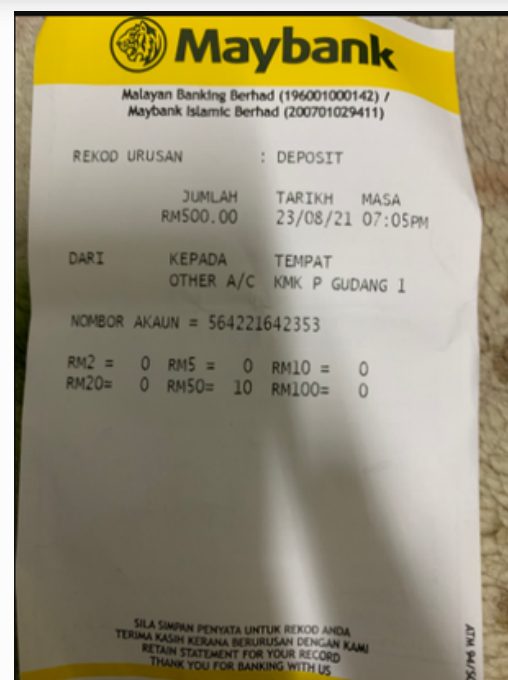 Maybank
Malayan Banking Berhad (196001000142) /
Maybank Islamic Berhad (200701029411)
REKOD URUSAN : DEPOSIT
JUMLAH TARIKH MASA
RM500.00 23/08/21 07:05PM
DARI KEPADA TEMPAT
OTHER A/C KMK P GUDANG 1
NOMBOR AKAUN = 564221642353
RM2 = 0 RM5 = 0 RM10 = 0
RM20= 0 RM50= 10 RM100= 0
SILA SIMPAN PENYATA UNTUK REKOD ANDA
TERIMA KASIH KERANA BERURUSAN DENGAN KAMI
RETAIN STATEMENT FOR YOUR RECORD
THANK YOU FOR BANKING WITH US
ATM